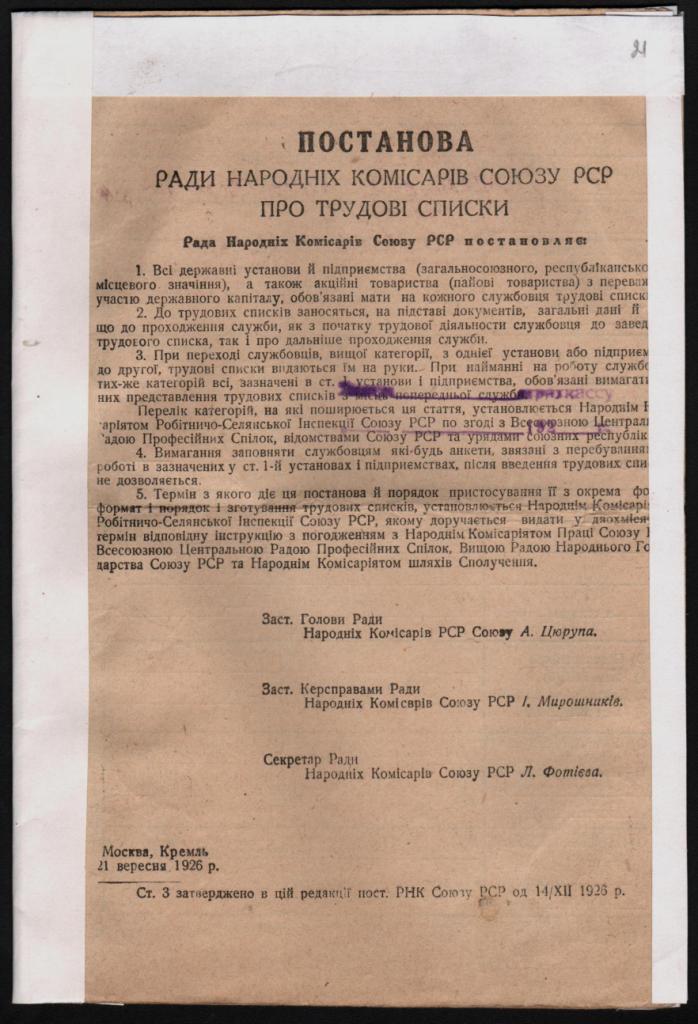 21
ПОСТАНОВА
РАДИ НАРОДНІХ КОМІСАРІВ СОЮЗУ РСР
ПРО ТРУДОВІ СПИСКИ
Рада Народніх Комісарів Союзу РСР постановляє:
1. Всі державні установи й підприємства (загальносоюзного, республікансько
місцевого значіння), а також акційні товариства (пайові товариства) з переваж
участю державного капіталу, обов'язані мати на кожного службовця трудові списк
2. До трудових списків заносяться, на підставі документів, загальні дані й
що до проходження служби, як з початку трудової діяльности службовця до завед
трудового списка, так і про дальше проходження служби.
3. При переході службовців, вищої категорії, з однієї установи або підприєм
до другої, трудові списки видаються їм на руки. При найманні на роботу службо
тих-же категорій всі, зазначені в ст. 1 установи і підприємства, обов'язані вимагат
них представлення трудових списків з місця попередньої служби.
Перелік категорій, на які поширюється ця стаття, установлюється Народнім К
аріятом Робітничо-Селянської Інспекції Союзу РСР по згоді з Всесоюзною Централ
адою Професійних Спілок, відомствами Союзу РСР та урядами союзних республік
4. Вимагання заповняти службовцям які-будь анкети, звязані з перебуванн
роботі в зазначених у ст. 1-й установах і підприємствах, після введення трудових спи
не дозволяється.
5. Термін з якого діє ця постанова й порядок пристосування її з окрема фо
формат і порядок і зготування трудових списків, установлюється Народнім Комісарі
Робітничо-Селянської Інспекції Союзу РСР, якому доручається видати у двохмісяч
термін відповідну інструкцію з погодженням з Народнім Комісаріятом Праці Союзу
Всесоюзною Центральною Радою Професійних Спілок, Вищою Радою Народнього Го
дарства Союзу РСР та Народнім Комісаріятом шляхів Сполучення.
Заст. Голови Ради
Народніх Комісарів РСР Союзу А. Цюрупа.
Заст. Керсправами Ради
Народніх Комісврів Союзу РСР І. Мирошників.
Секретар Ради
Народніх Комісарів Союзу РСР Л. Фотієва.
Москва, Кремль
21 вересня 1926 р.
Ст. 3 затверджено в цій редакції пост. РНК Союзу РСР од 14/XII 1926 р.